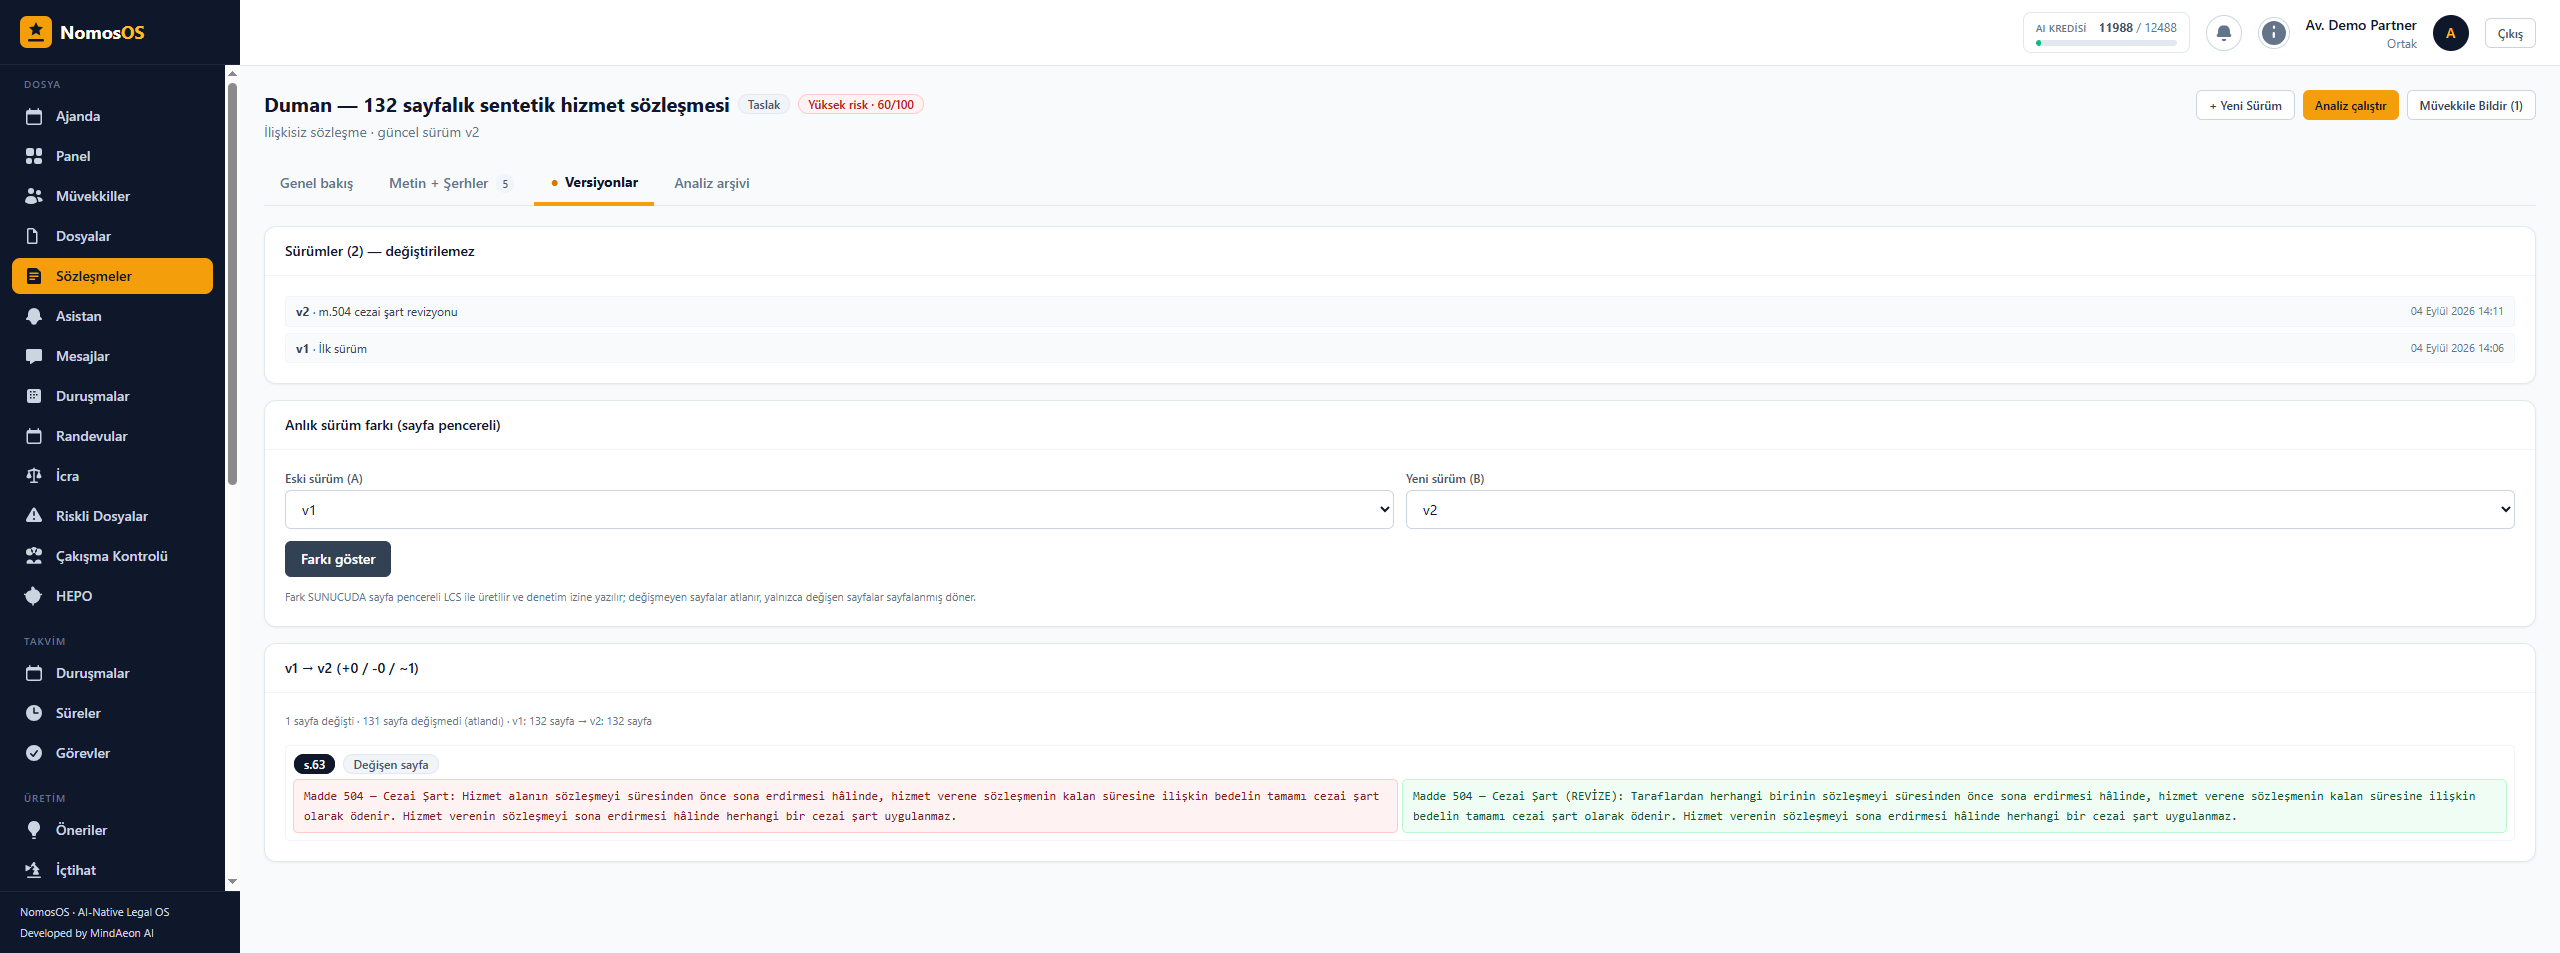 NomosOS
AI KREDİSİ 11988 / 12488
Av. Demo Partner
Ortak
A
Çıkış
DOSYA
Ajanda
Panel
Müvekkiller
Dosyalar
Sözleşmeler
Asistan
Mesajlar
Duruşmalar
Randevular
İcra
Riskli Dosyalar
Çakışma Kontrolü
HEPO
TAKVİM
Duruşmalar
Süreler
Görevler
ÜRETİM
Öneriler
İçtihat
NomosOS · AI-Native Legal OS
Developed by MindAeon AI
Duman — 132 sayfalık sentetik hizmet sözleşmesi Taslak Yüksek risk · 60/100
+ Yeni Sürüm Analiz çalıştır Müvekkile Bildir (1)
İlişkisiz sözleşme · güncel sürüm v2
Genel bakış Metin + Şerhler 5 • Versiyonlar Analiz arşivi
Sürümler (2) — değiştirilemez
v2 · m.504 cezai şart revizyonu 04 Eylül 2026 14:11
v1 · İlk sürüm 04 Eylül 2026 14:06
Anlık sürüm farkı (sayfa pencereli)
Eski sürüm (A) Yeni sürüm (B)
v1 v2
Farkı göster
Fark SUNUCUDA sayfa pencereli LCS ile üretilir ve denetim izine yazılır; değişmeyen sayfalar atlanır, yalnızca değişen sayfalar sayfalanmış döner.
v1 → v2 (+0 / -0 / ~1)
1 sayfa değişti · 131 sayfa değişmedi (atlandı) · v1: 132 sayfa → v2: 132 sayfa
s.63 Değişen sayfa
Madde 504 — Cezai Şart: Hizmet alanın sözleşmeyi süresinden önce sona erdirmesi hâlinde, hizmet verene sözleşmenin kalan süresine ilişkin bedelin tamamı cezai şart
olarak ödenir. Hizmet verenin sözleşmeyi sona erdirmesi hâlinde herhangi bir cezai şart uygulanmaz.
Madde 504 — Cezai Şart (REVİZE): Taraflardan herhangi birinin sözleşmeyi süresinden önce sona erdirmesi hâlinde, hizmet verene sözleşmenin kalan süresine ilişkin
bedelin tamamı cezai şart olarak ödenir. Hizmet verenin sözleşmeyi sona erdirmesi hâlinde herhangi bir cezai şart uygulanmaz.